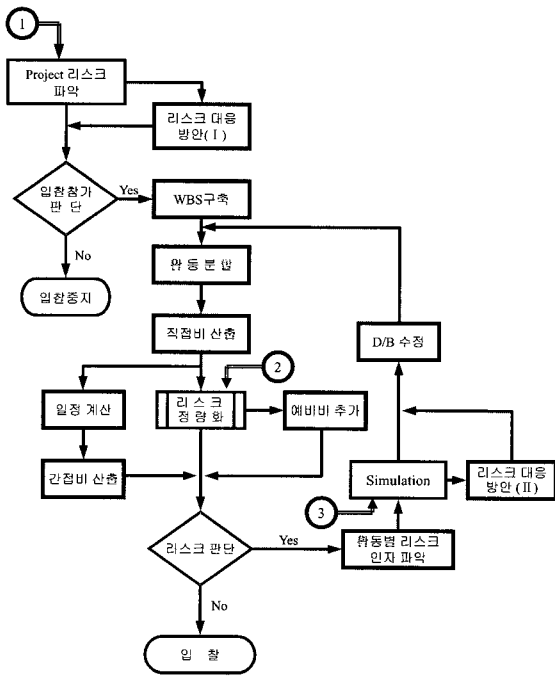 1
Project 리스크
파악
리스크 대응
방안(Ⅰ)
입찰참가
판 단
Yes
WBS구축
No
입찰중지
활 동 분 할
직접비 산출
D/B 수정
2
일정 계산
리 스 크
정 량 화
예비비 추가
간접비 산출
Simulation
리스크 대응
방안 (Ⅱ)
3
리스크 판단
Yes
활동별 리스크
인자 파악
No
입 찰